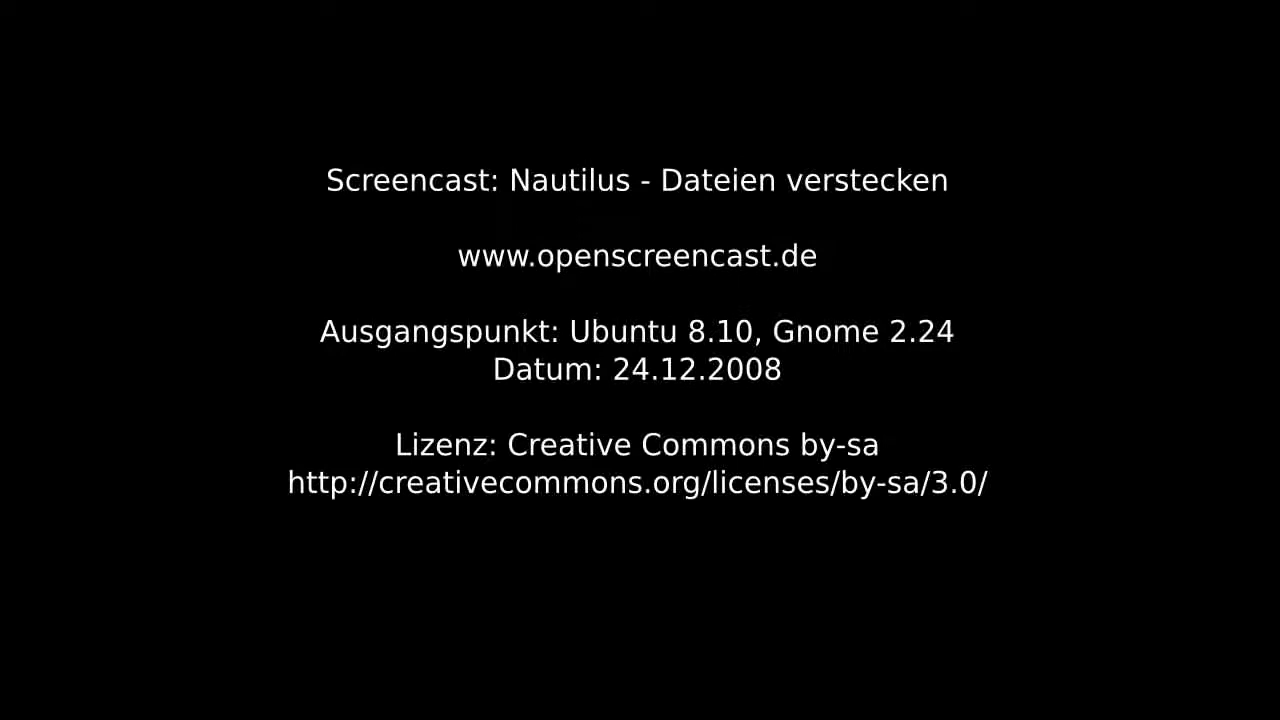 Screencast: Nautilus - Dateien verstecken
www.openscreencast.de
Ausgangspunkt: Ubuntu 8.10, Gnome 2.24
Datum: 24.12.2008
Lizenz: Creative Commons by-sa
http://creativecommons.org/licenses/by-sa/3.0/